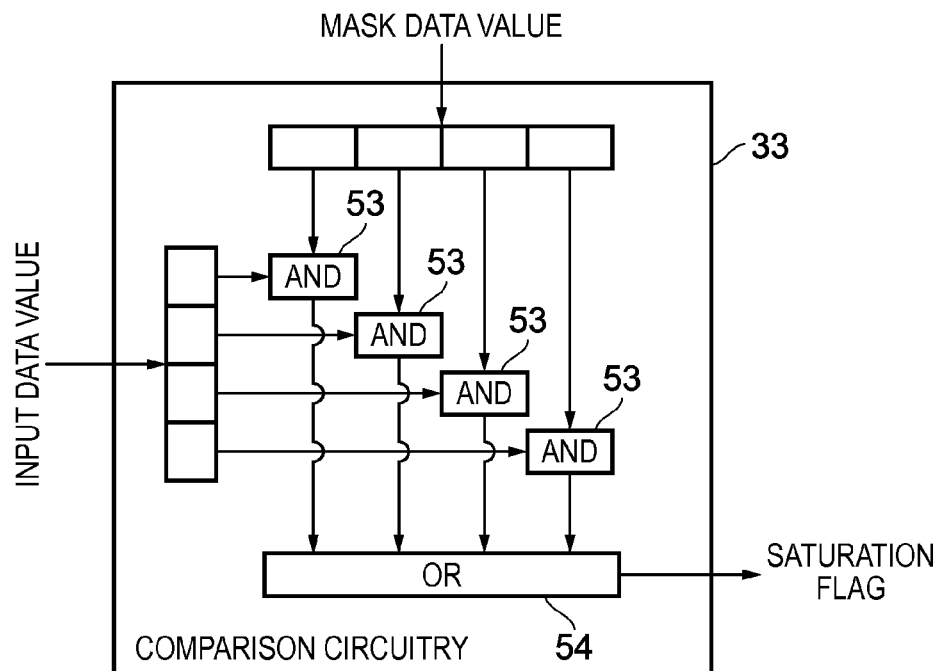 MASK DATA VALUE
33
53
AND
53
AND
53
AND
53
AND
INPUT DATA VALUE
OR
SATURATION
FLAG
54
COMPARISON CIRCUITRY